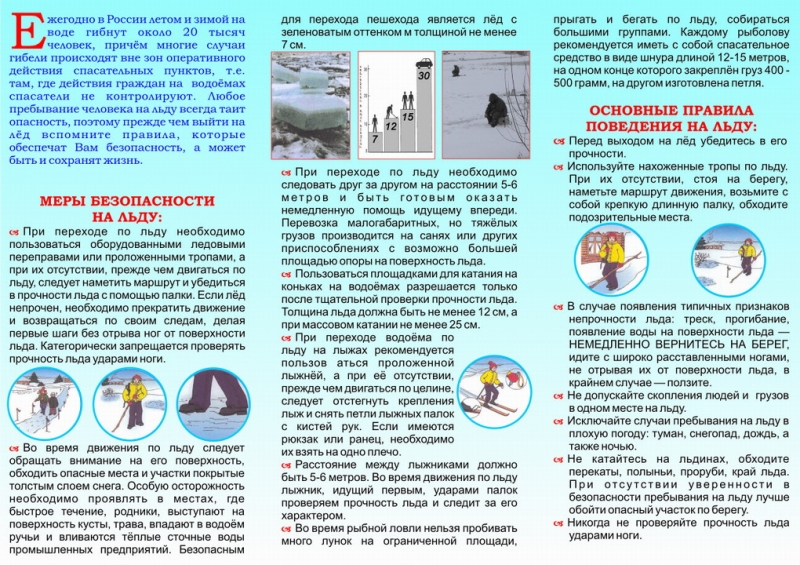 Ежегодно в России летом и зимой на
воде гибнут около 20 тысяч
человек, причём многие случаи
гибели происходят вне зон оперативного
действия спасательных пунктов, т.е.
там, где действия граждан на водоёмах
спасатели не контролируют. Любое
пребывание человека на льду всегда таит
опасность, поэтому прежде чем выйти на
лёд вспомните правила, которые
обеспечат Вам безопасность, а может
быть и сохранят жизнь.
МЕРЫ БЕЗОПАСНОСТИ
НА ЛЬДУ:
При переходе по льду необходимо
пользоваться оборудованными ледовыми
переправами или проложенными тропами, а
при их отсутствии, прежде чем двигаться по
льду, следует наметить маршрут и убедиться
в прочности льда с помощью палки. Если лёд
непрочен, необходимо прекратить движение
и возвращаться по своим следам, делая
первые шаги без отрыва ног от поверхности
льда. Категорически запрещается проверять
прочность льда ударами ноги.
Во время движения по льду следует
обращать внимание на его поверхность,
обходить опасные места и участки покрытые
толстым слоем снега. Особую осторожность
необходимо проявлять в местах, где
быстрое течение, родники, выступают на
поверхность кусты, трава, впадают в водоём
ручьи и вливаются тёплые сточные воды
промышленных предприятий. Безопасным
для перехода пешехода является лёд с
зеленоватым оттенком м толщиной не менее
7 см.
7
12
15
30
При переходе по льду необходимо
следовать друг за другом на расстоянии 5-6
метров и быть готовым оказать
немедленную помощь идущему впереди.
Перевозка малогабаритных, но тяжёлых
грузов производится на санях или других
приспособлениях с возможно большей
площадью опоры на поверхность льда.
Пользоваться площадками для катания на
коньках на водоёмах разрешается только
после тщательной проверки прочности льда.
Толщина льда должна быть не менее 12 см, а
при массовом катании не менее 25 см.
При переходе водоёма по
льду на лыжах рекомендуется
пользов аться проложенной
лыжнёй, а при её отсутствии,
прежде чем двигаться по целине,
следует отстегнуть крепления
лыж и снять петли лыжных палок
с кистей рук. Если имеются
рюкзак или ранец, необходимо
их взять на одно плечо.
Расстояние между лыжниками должно
быть 5-6 метров. Во время движения по льду
лыжник, идущий первым, ударами палок
проверяем прочность льда и следит за его
характером.
Во время рыбной ловли нельзя пробивать
много лунок на ограниченной площади,
прыгать и бегать по льду, собираться
большими группами. Каждому рыболову
рекомендуется иметь с собой спасательное
средство в виде шнура длиной 12-15 метров,
на одном конце которого закреплён груз 400 -
500 грамм, на другом изготовлена петля.
ОСНОВНЫЕ ПРАВИЛА
ПОВЕДЕНИЯ НА ЛЬДУ:
Перед выходом на лёд убедитесь в его
прочности.
Используйте нахоженные тропы по льду.
При их отсутствии, стоя на берегу,
наметьте маршрут движения, возьмите с
собой крепкую длинную палку, обходите
подозрительные места.
В случае появления типичных признаков
непрочности льда: треск, прогибание,
появление воды на поверхности льда —
НЕМЕДЛЕННО ВЕРНИТЕСЬ НА БЕРЕГ,
идите с широко расставленными ногами,
не отрывая их от поверхности льда, в
крайнем случае — ползите.
Не допускайте скопления людей и грузов
в одном месте на льду.
Исключайте случаи пребывания на льду в
плохую погоду: туман, снегопад, дождь, а
также ночью.
Не катайтесь на льдинах, обходите
перекаты, полыньи, проруби, край льда.
При отсутствии уверенности в
безопасности пребывания на льду лучше
обойти опасный участок по берегу.
Никогда не проверяйте прочность льда
ударами ноги.